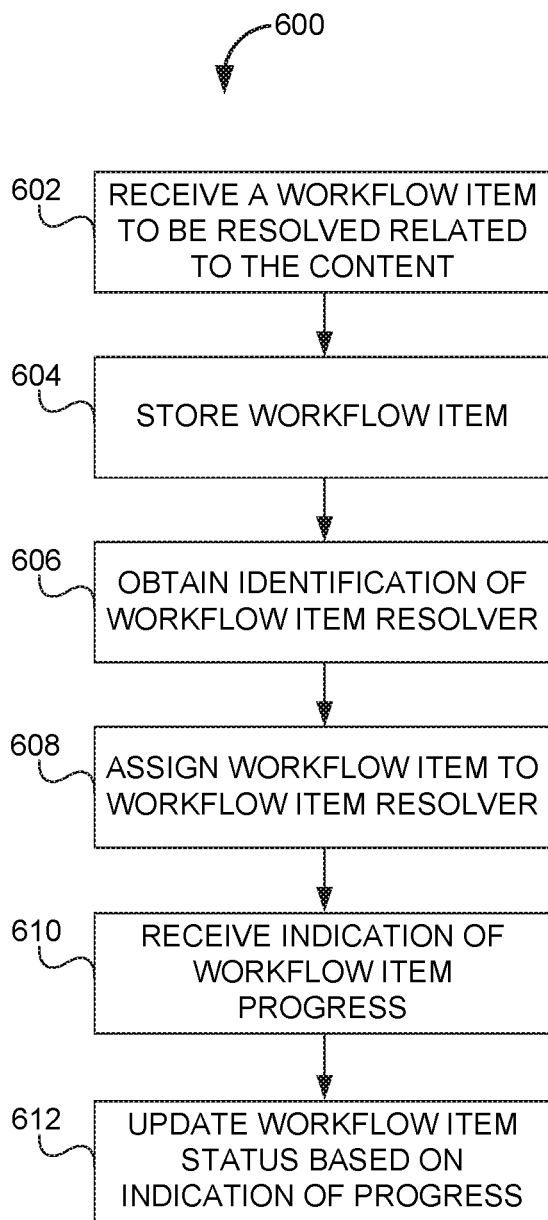 600
602
RECEIVE A WORKFLOW ITEM
TO BE RESOLVED RELATED
TO THE CONTENT
604
STORE WORKFLOW ITEM
606
OBTAIN IDENTIFICATION OF
WORKFLOW ITEM RESOLVER
608
ASSIGN WORKFLOW ITEM TO
WORKFLOW ITEM RESOLVER
610
RECEIVE INDICATION OF
WORKFLOW ITEM
PROGRESS
612
UPDATE WORKFLOW ITEM
STATUS BASED ON
INDICATION OF PROGRESS